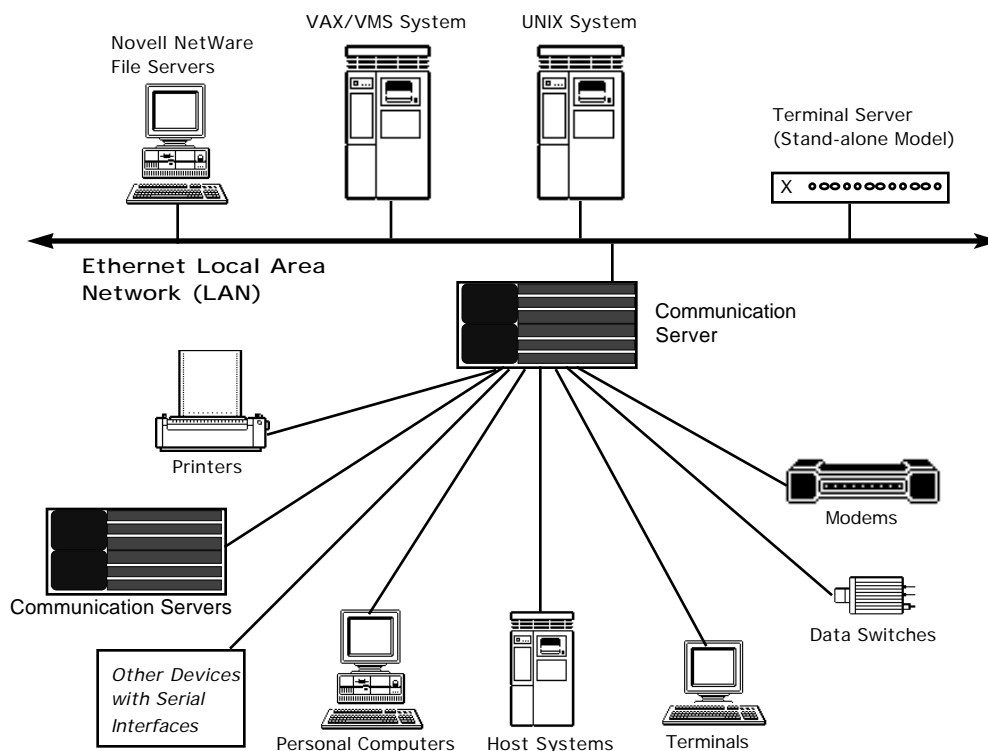 VAX/VMS System
UNIX System
Novell NetWare
File Servers
Terminal Server
(Stand-alone Model)
X
Ethernet Local Area
Network (LAN)
Communication
Server
Printers
Modems
Communication Servers
Data Switches
Other Devices
with Serial
Interfaces
Personal Computers
Host Systems
Terminals